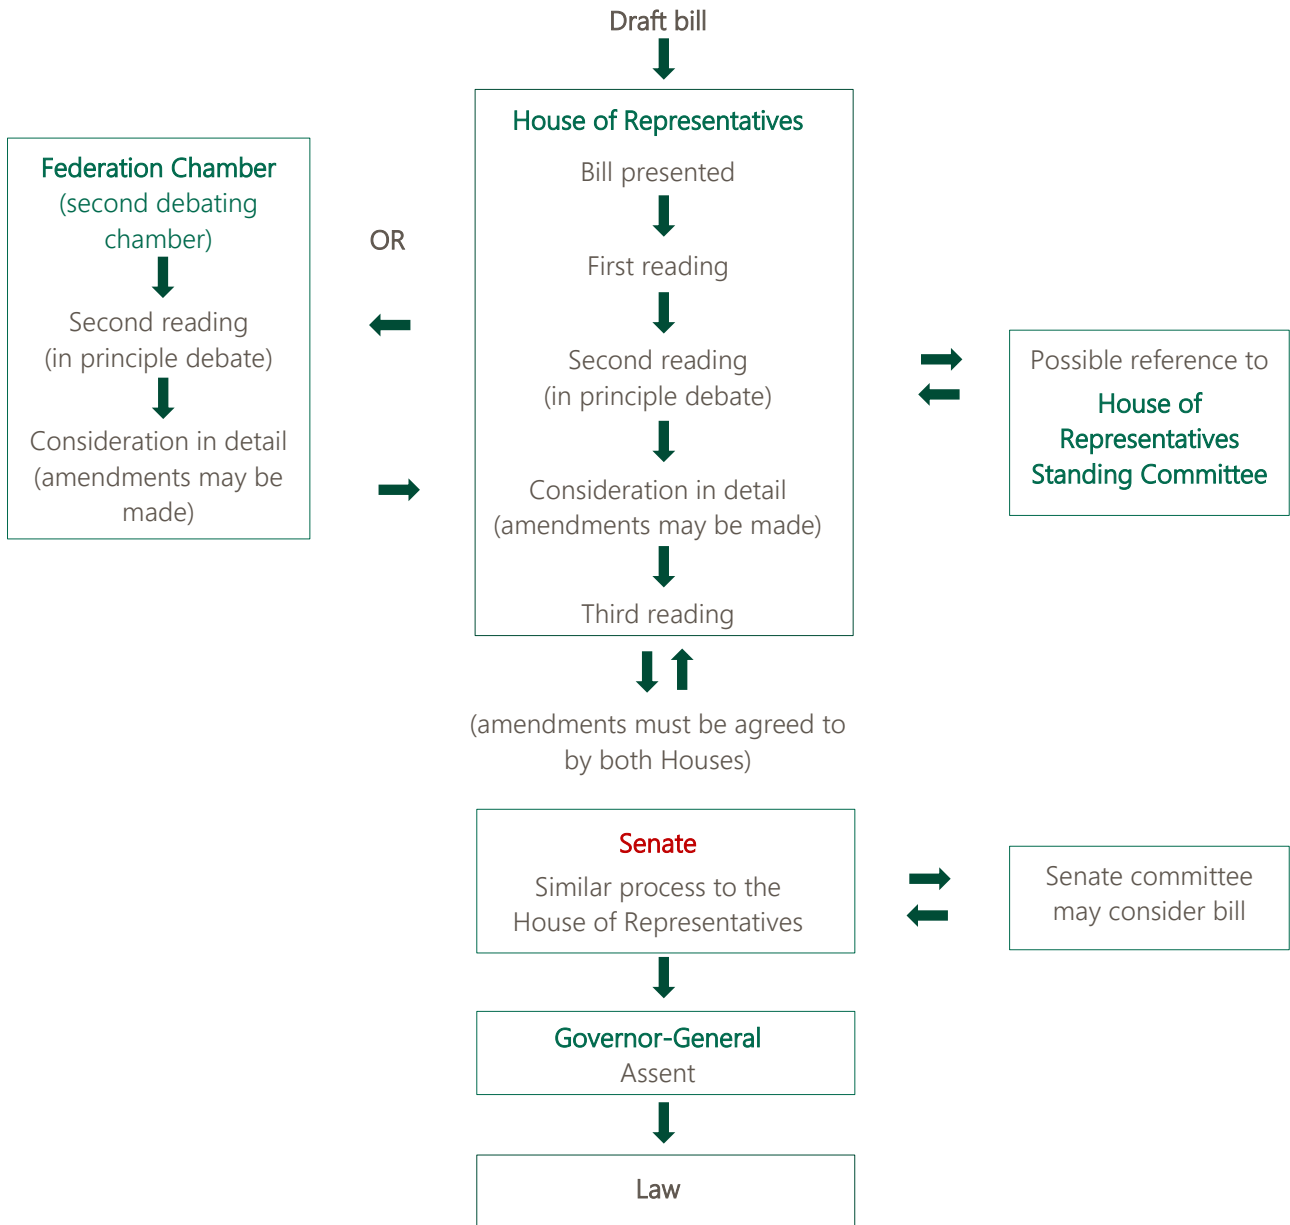 Draft bill
House of Representatives
Bill presented
First reading
Second reading
(in principle debate)
Consideration in detail
(amendments may be made)
Third reading
Federation Chamber
(second debating
chamber)
Second reading
(in principle debate)
Consideration in detail
(amendments may be
made)
OR
Possible reference to
House of
Representatives
Standing Committee
(amendments must be agreed to
by both Houses)
Senate
Similar process to the
House of Representatives
Senate committee
may consider bill
Governor-General
Assent
Law